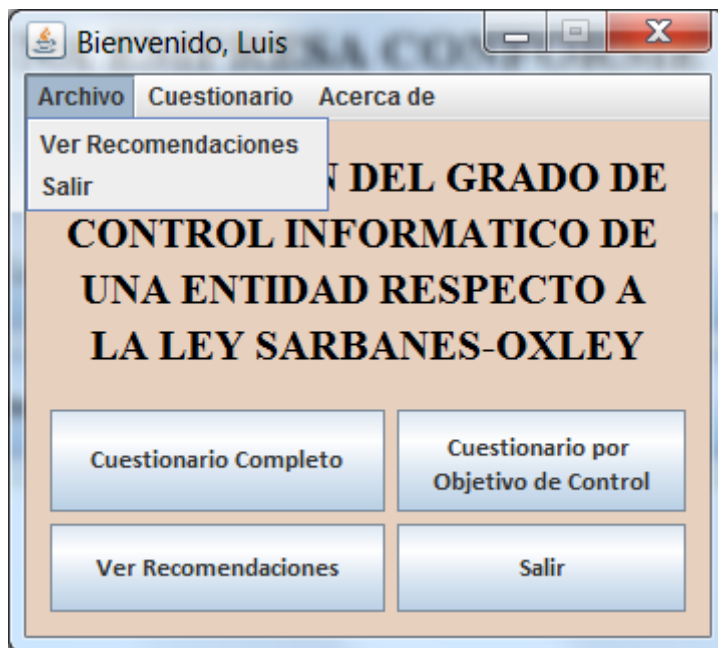 Bienvenido, Luis
Archivo Cuestionario Acerca de
Ver Recomendaciones
Salir
DEL GRADO DE
CONTROL INFORMATICO DE
UNA ENTIDAD RESPECTO A
LA LEY SARBANES-OXLEY
Cuestionario Completo
Cuestionario por
Objetivo de Control
Ver Recomendaciones
Salir